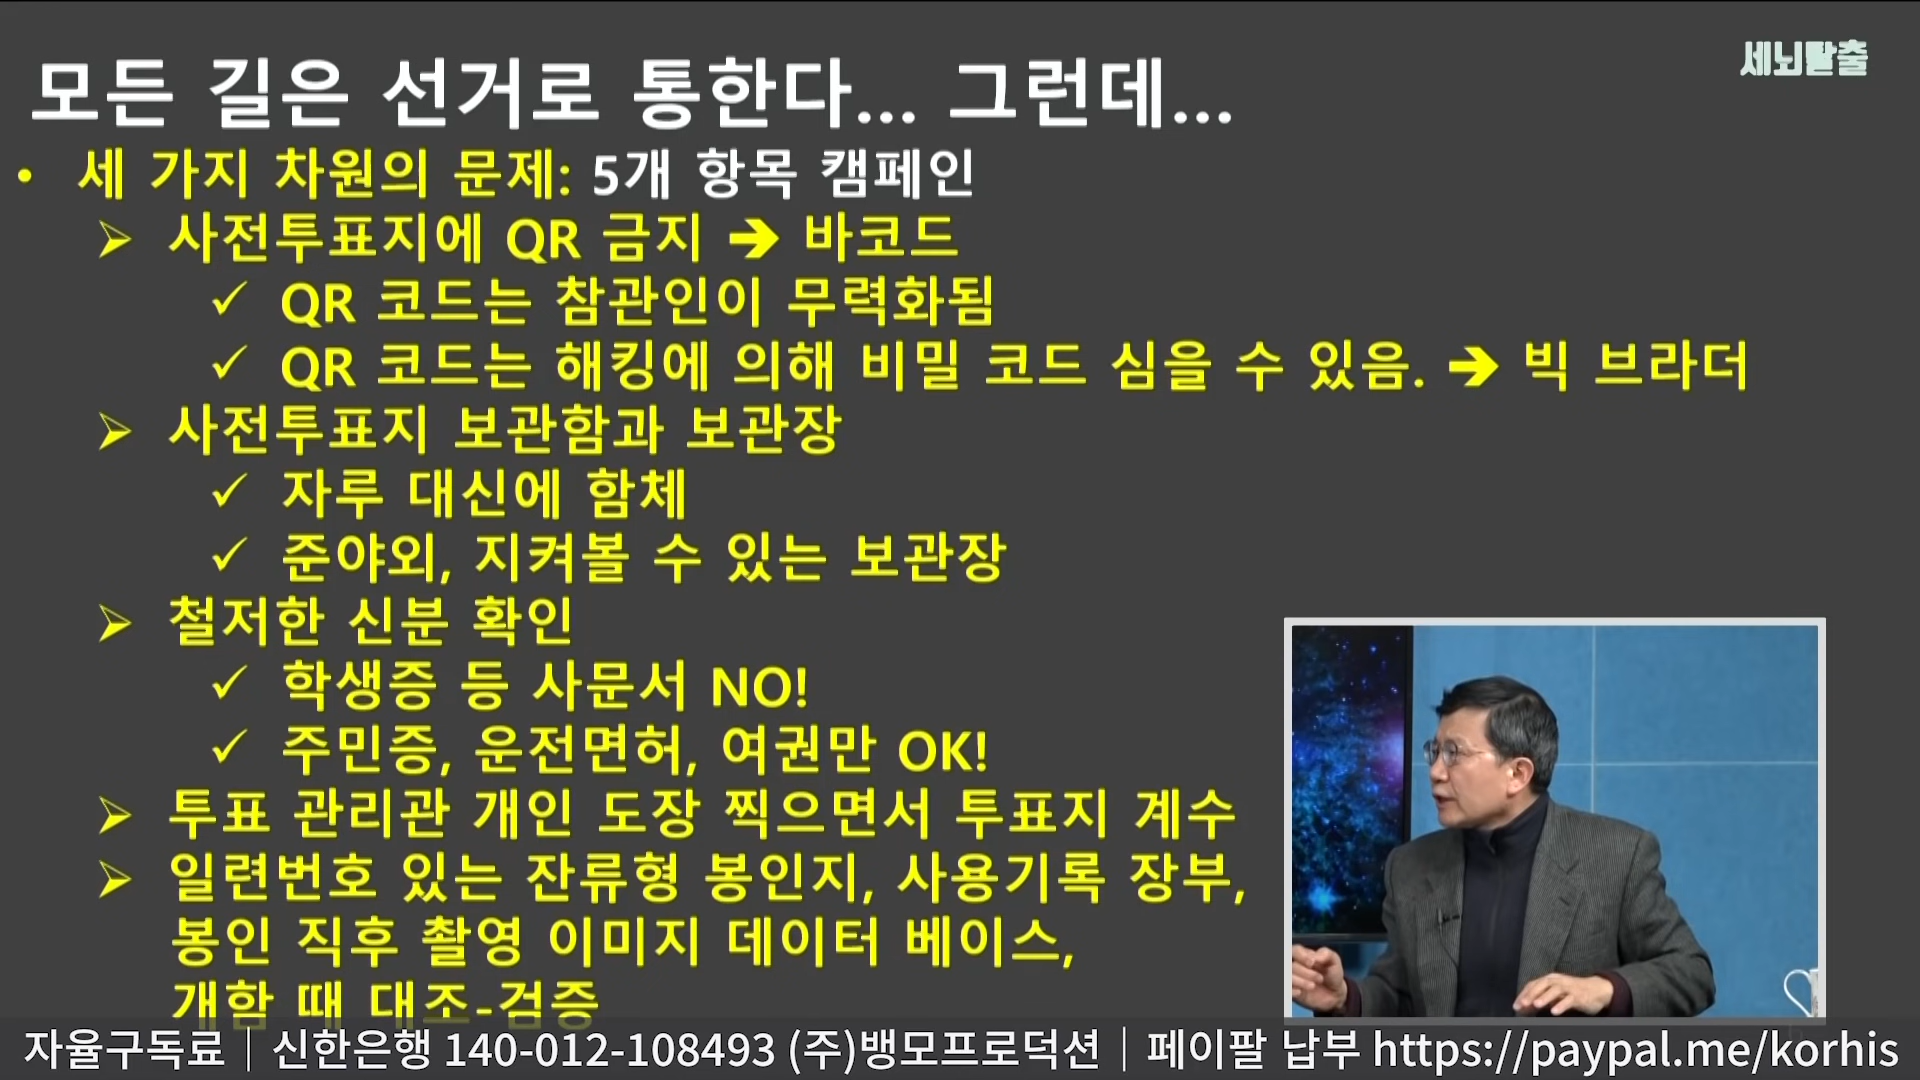 세뇌탈출
모든 길은 선거로 통한다... 그런데...
• 세 가지 차원의 문제: 5개 항목 캠페인
➢ 사전투표지에 QR 금지 ➔ 바코드
✓ QR 코드는 참관인이 무력화됨
✓ QR 코드는 해킹에 의해 비밀 코드 심을 수 있음. ➔ 빅 브라더
➢ 사전투표지 보관함과 보관장
✓ 자루 대신에 함체
✓ 준야외, 지켜볼 수 있는 보관장
➢ 철저한 신분 확인
✓ 학생증 등 사문서 NO!
✓ 주민증, 운전면허, 여권만 OK!
➢ 투표 관리관 개인 도장 찍으면서 투표지 계수
➢ 일련번호 있는 잔류형 봉인지, 사용기록 장부,
봉인 직후 촬영 이미지 데이터 베이스,
개함 때 대조-검증
자율구독료│신한은행 140-012-108493 (주)뱅모프로덕션│페이팔 납부 https://paypal.me/korhis